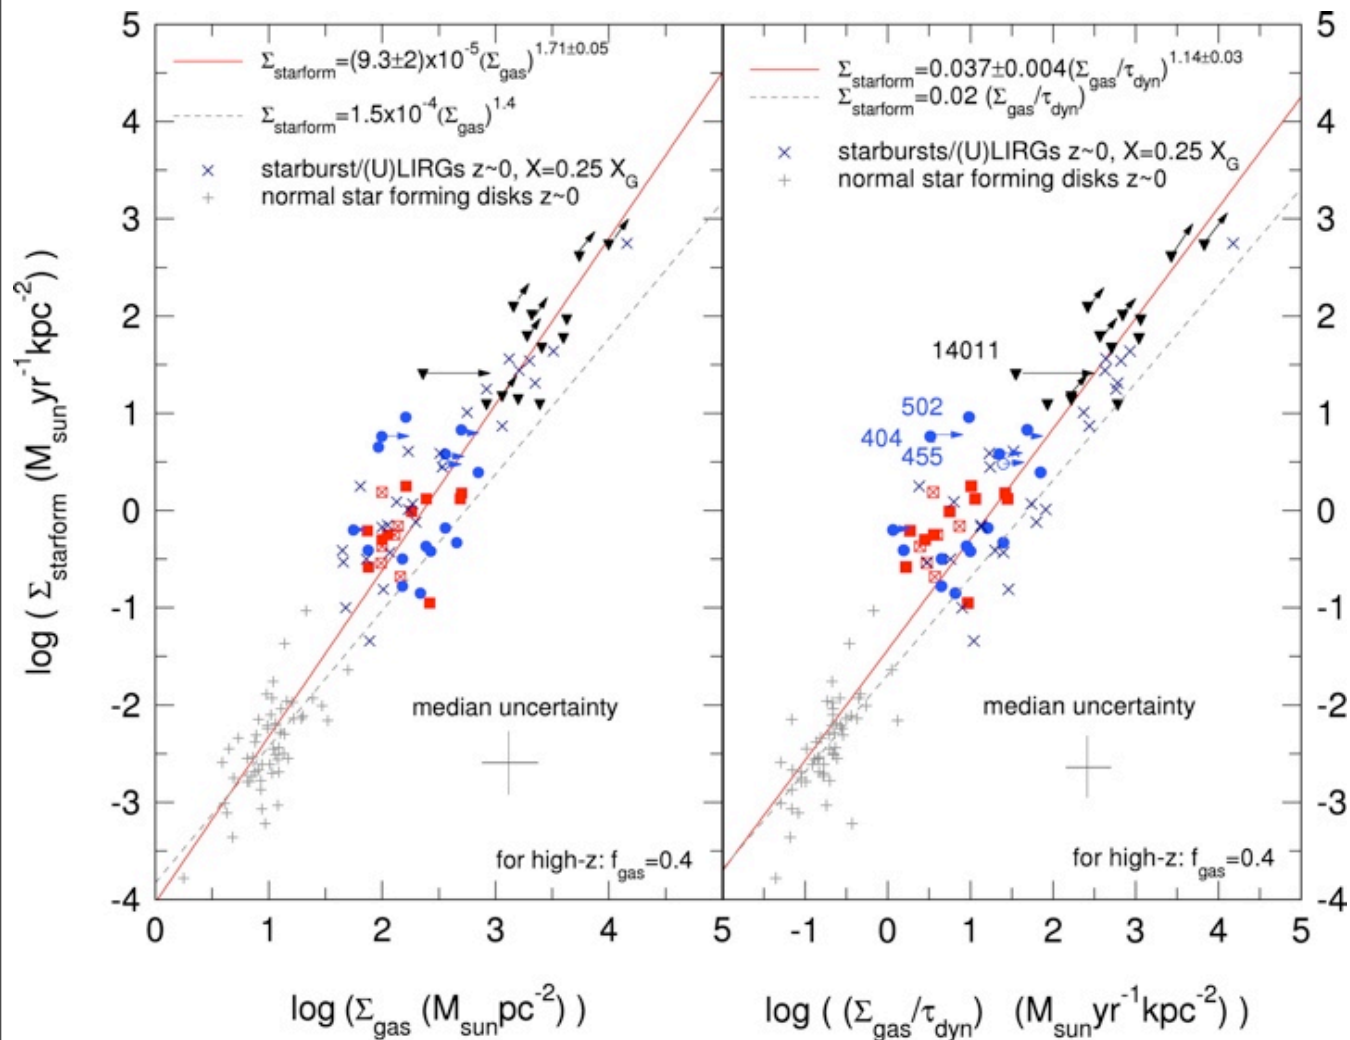 Σstarform=(9.3±2)x10⁻⁵(Σgas)^1.71±0.05
Σstarform=1.5x10⁻⁴(Σgas)^1.4
starburst/(U)LIRGs z~0, X=0.25 XG
normal star forming disks z~0
median uncertainty
for high-z: fgas=0.4
5
4
3
2
1
0
-1
-2
-3
-4
0 1 2 3 4 5
log ( Σstarform (Msunyr⁻¹kpc⁻²) )
log (Σgas (Msunpc⁻²) )
Σstarform=0.037±0.004(Σgas/τdyn)^1.14±0.03
Σstarform=0.02 (Σgas/τdyn)
starbursts/(U)LIRGs z~0, X=0.25 XG
normal star forming disks z~0
14011
502
404
455
median uncertainty
for high-z: fgas=0.4
5
4
3
2
1
0
-1
-2
-3
-4
-1 0 1 2 3 4 5
log ( (Σgas/τdyn) (Msunyr⁻¹kpc⁻²) )